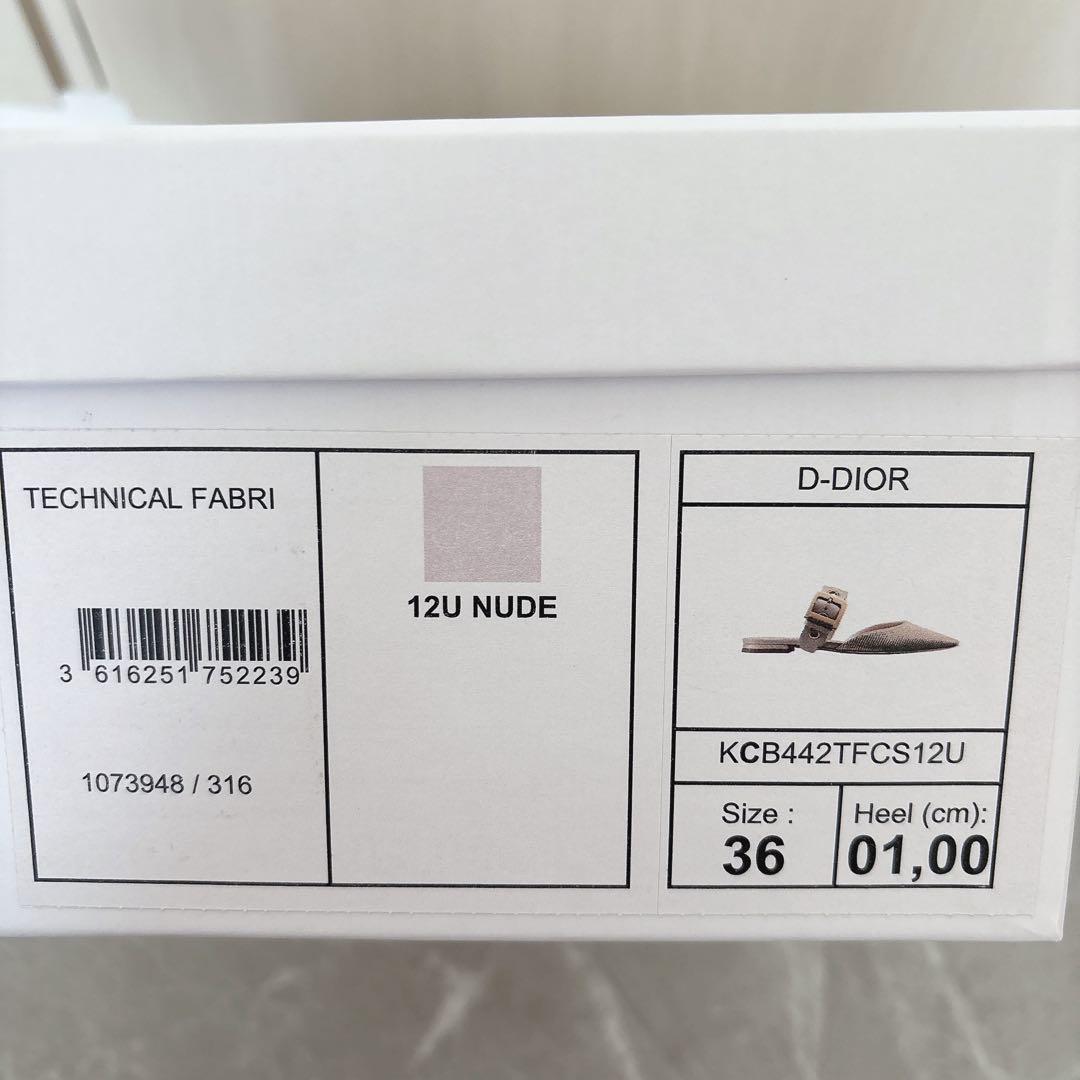 TECHNICAL FABRI
3 616251 752239
1073948 / 316
12U NUDE
D-DIOR
KCB442TFCS12U
Size :
36
Heel (cm):
01,00